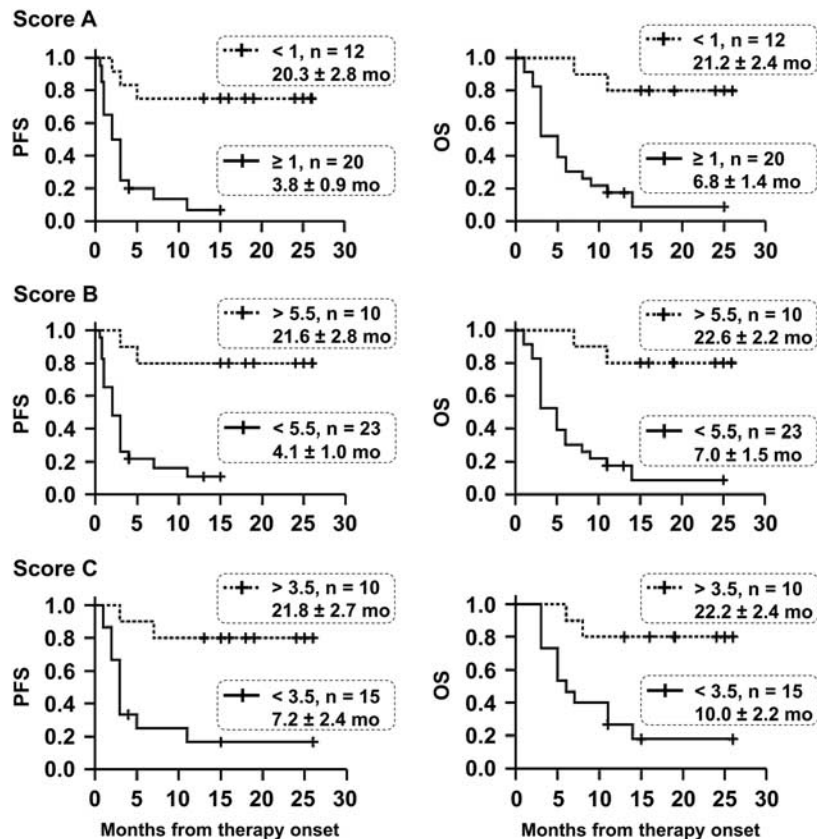 Score A
PFS
1.0
0.8
0.6
0.4
0.2
0.0
0 5 10 15 20 25 30
< 1, n = 12
20.3 ± 2.8 mo
≥ 1, n = 20
3.8 ± 0.9 mo
OS
1.0
0.8
0.6
0.4
0.2
0.0
0 5 10 15 20 25 30
< 1, n = 12
21.2 ± 2.4 mo
≥ 1, n = 20
6.8 ± 1.4 mo
Score B
PFS
1.0
0.8
0.6
0.4
0.2
0.0
0 5 10 15 20 25 30
> 5.5, n = 10
21.6 ± 2.8 mo
< 5.5, n = 23
4.1 ± 1.0 mo
OS
1.0
0.8
0.6
0.4
0.2
0.0
0 5 10 15 20 25 30
> 5.5, n = 10
22.6 ± 2.2 mo
< 5.5, n = 23
7.0 ± 1.5 mo
Score C
PFS
1.0
0.8
0.6
0.4
0.2
0.0
0 5 10 15 20 25 30
> 3.5, n = 10
21.8 ± 2.7 mo
< 3.5, n = 15
7.2 ± 2.4 mo
Months from therapy onset
OS
1.0
0.8
0.6
0.4
0.2
0.0
0 5 10 15 20 25 30
> 3.5, n = 10
22.2 ± 2.4 mo
< 3.5, n = 15
10.0 ± 2.2 mo
Months from therapy onset